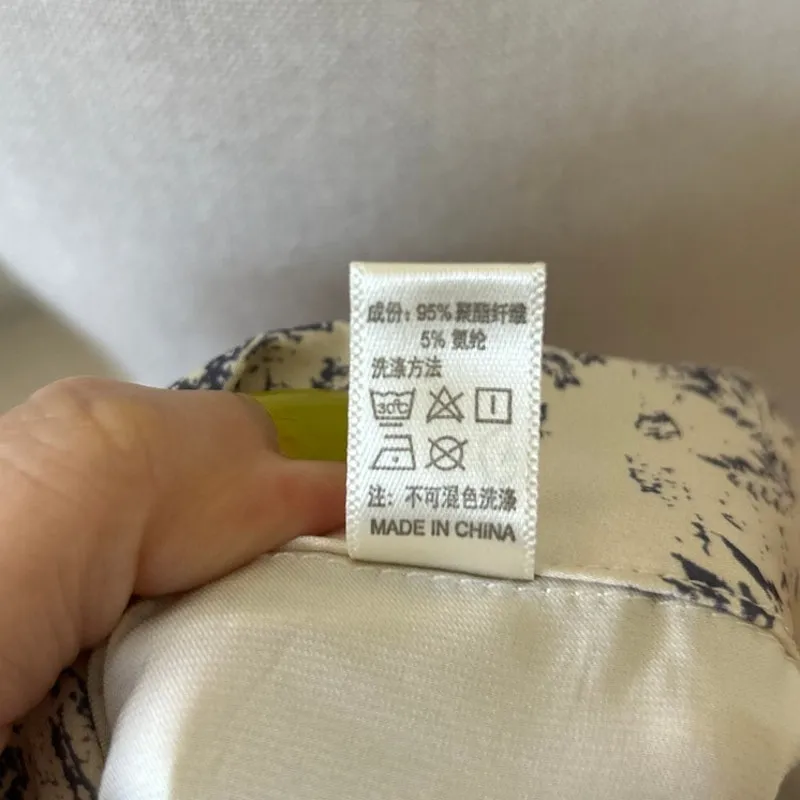 成份：95% 聚酯纤维
5% 氨纶
洗涤方法
30℃
注：不可混色洗涤
MADE IN CHINA